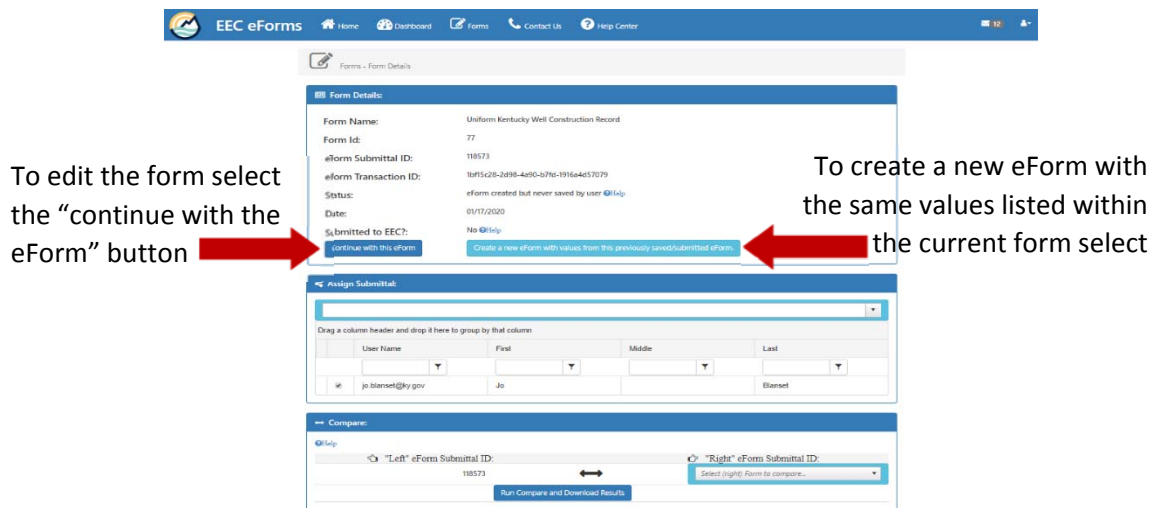 EEC eForms Home Dashboard Forms Contact Us Help Center 12
Forms - Form Details
Form Details:
Form Name: Uniform Kentucky Well Construction Record
Form Id: 77
eForm Submittal ID: 118573
eForm Transaction ID: 1bf15c28-2d98-4a90-b7fd-1916a4d57079
Status: eForm created but never saved by user Help
Date: 01/17/2020
Submitted to EEC?: No Help
Continue with this eForm Create a new eForm with values from this previously saved/submitted eForm.
To edit the form select
the “continue with the
eForm” button
To create a new eForm with
the same values listed within
the current form select
Assign Submittal:
Drag a column header and drop it here to group by that column
User Name First Middle Last
jo.blanset@ky.gov Jo Blanset
Compare:
Help
"Left" eForm Submittal ID: "Right" eForm Submittal ID:
118573 Select (right) Form to compare...
Run Compare and Download Results